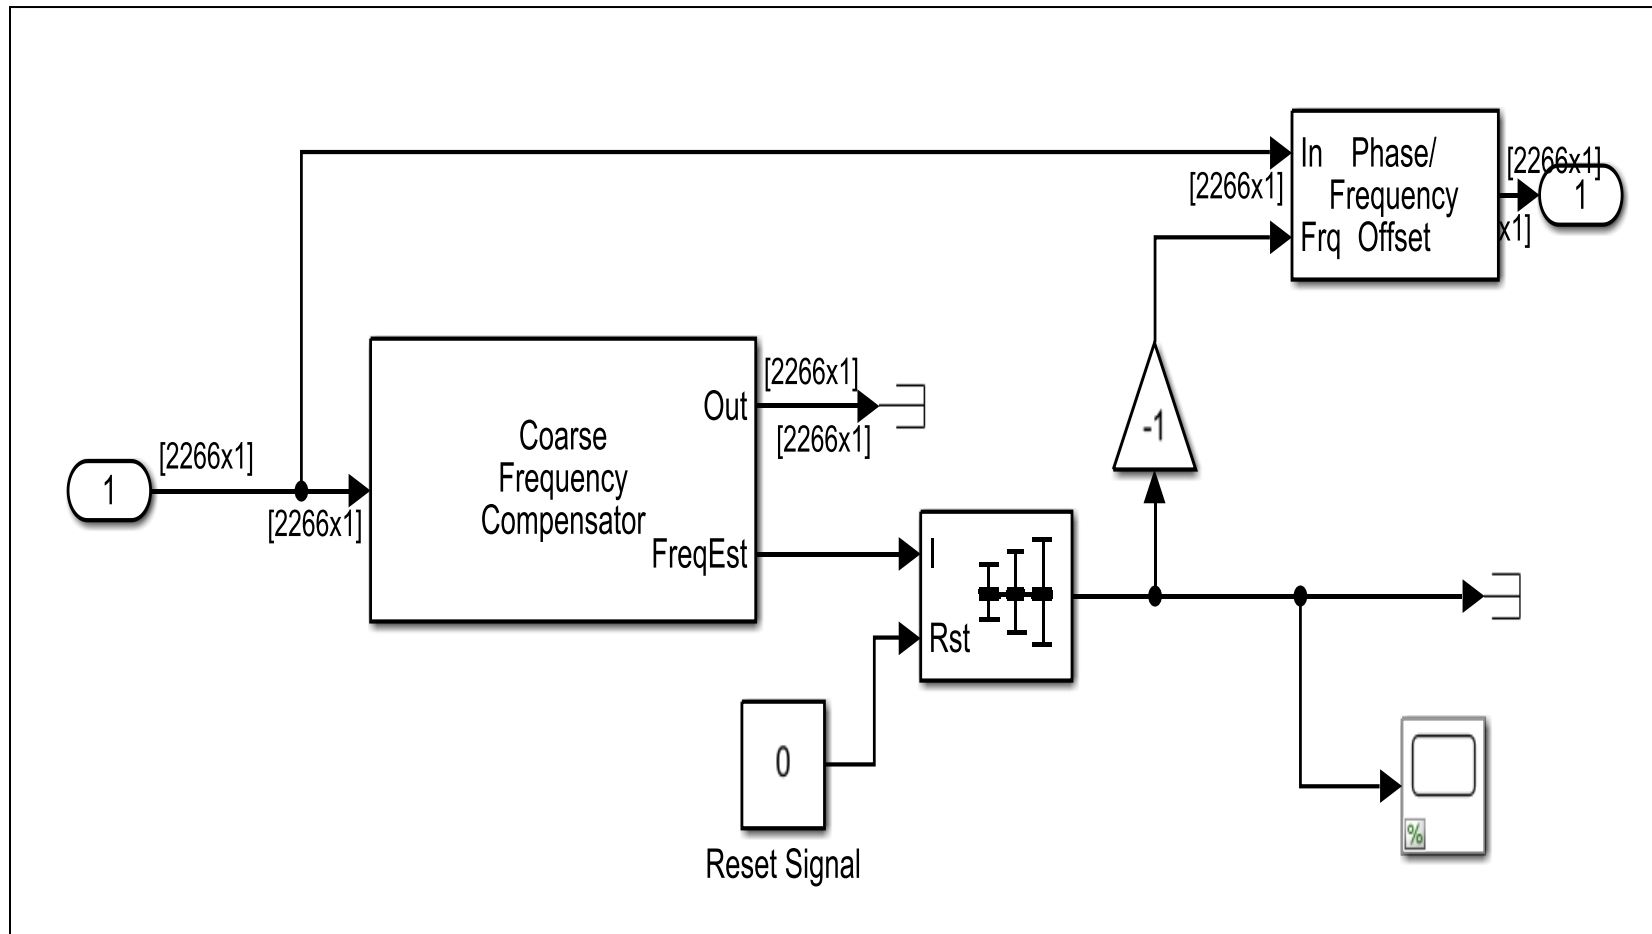 [2266x1]
In Phase/
[2266x1]
Frequency
1
Frq Offset
x1]
[2266x1]
Out
-1
Coarse
[2266x1]
[2266x1]
Frequency
1
[2266x1]
Compensator
FreqEst
I
Rst
0
%
Reset Signal